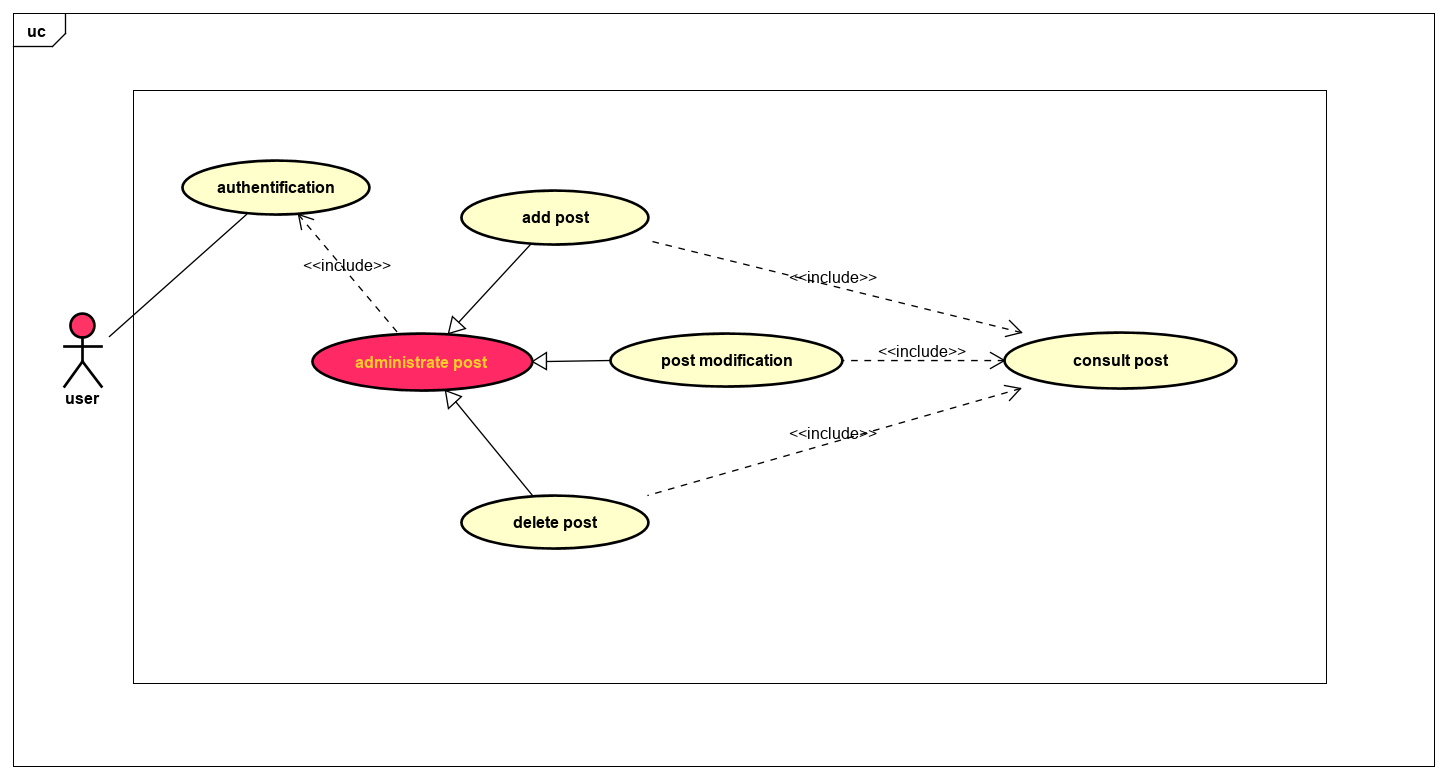 uc
authentification
add post
<<include>>
<<include>>
administrate post
post modification
<<include>>
consult post
user
<<include>>
delete post